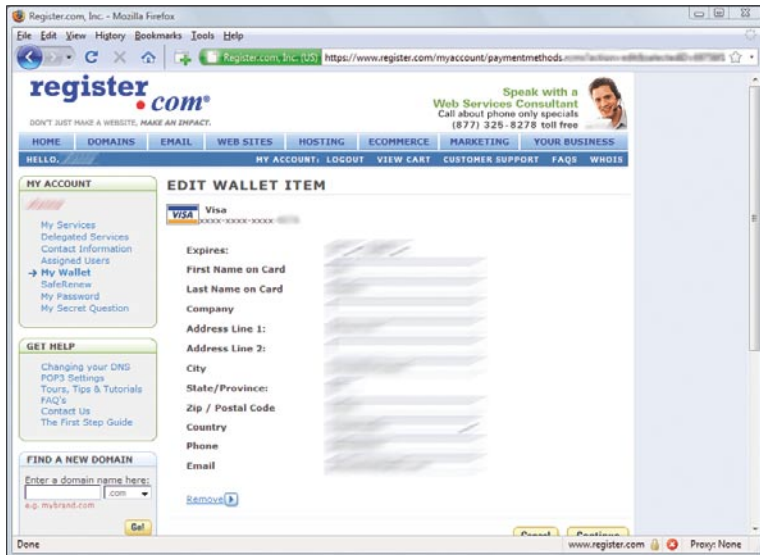 Register.com, Inc. - Mozilla Firefox
File Edit View History Bookmarks Tools Help
Register.com, Inc. (US) https://www.register.com/myaccount/paymentmethods
register.com®
DON'T JUST MAKE A WEBSITE, MAKE AN IMPACT.
Speak with a
Web Services Consultant
Call about phone only specials
(877) 325-8278 toll free
HOME DOMAINS EMAIL WEB SITES HOSTING ECOMMERCE MARKETING YOUR BUSINESS
HELLO, MY ACCOUNT: LOGOUT VIEW CART CUSTOMER SUPPORT FAQS WHOIS
MY ACCOUNT
My Services
Delegated Services
Contact Information
Assigned Users
My Wallet
SafeRenew
My Password
My Secret Question
GET HELP
Changing your DNS
POP3 Settings
Tours, Tips & Tutorials
FAQ's
Contact Us
The First Step Guide
FIND A NEW DOMAIN
Enter a domain name here:
.com
e.g. mybrand.com
Go!
EDIT WALLET ITEM
VISA Visa
xxxx-xxxx-xxxx-
Expires:
First Name on Card
Last Name on Card
Company
Address Line 1:
Address Line 2:
City
State/Province:
Zip / Postal Code
Country
Phone
Email
Remove
Cancel Continue
Done www.register.com Proxy: None